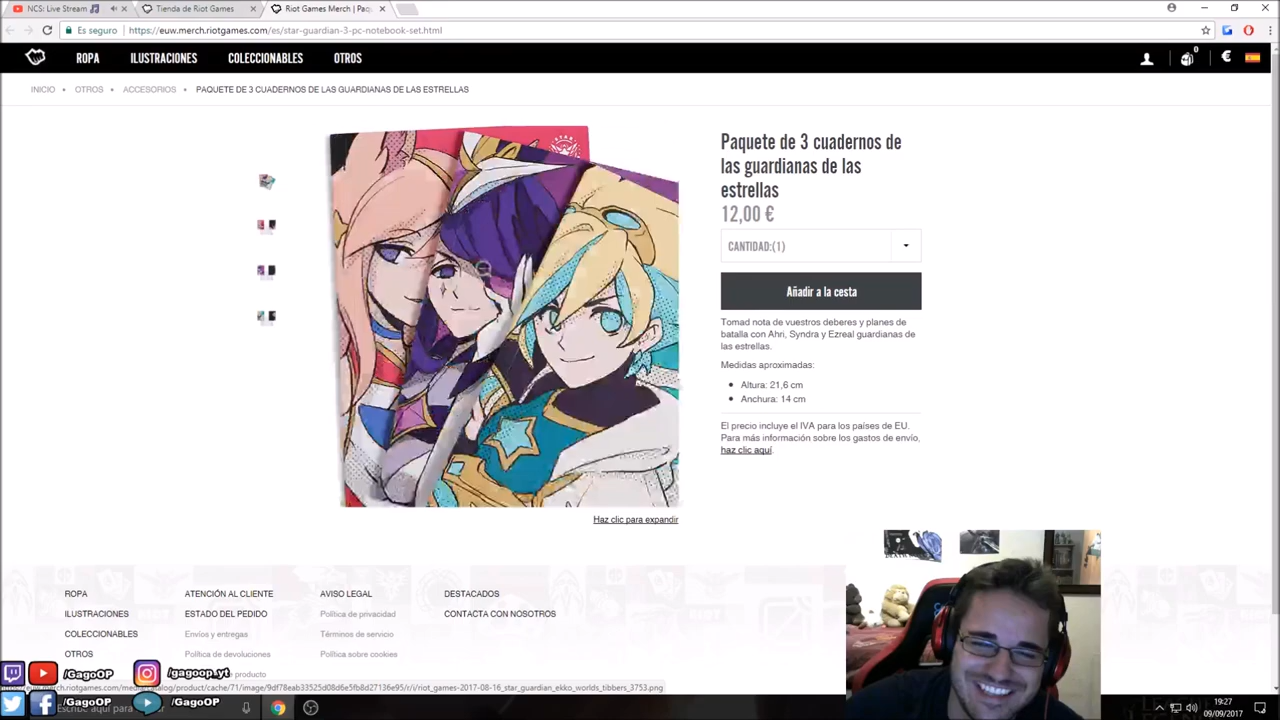 NCS: Live Stream
Tienda de Riot Games
Riot Games Merch | Paq
Es seguro
https://euw.merch.riotgames.com/es/star-guardian-3-pc-notebook-set.html
ROPA
ILUSTRACIONES
COLECCIONABLES
OTROS
0
€
INICIO • OTROS • ACCESORIOS • PAQUETE DE 3 CUADERNOS DE LAS GUARDIANAS DE LAS ESTRELLAS
Paquete de 3 cuadernos de
las guardianas de las
estrellas
12,00 €
CANTIDAD:(1)
Añadir a la cesta
Tomad nota de vuestros deberes y planes de
batalla con Ahri, Syndra y Ezreal guardianas de
las estrellas.
Medidas aproximadas:
• Altura: 21,6 cm
• Anchura: 14 cm
El precio incluye el IVA para los países de EU.
Para más información sobre los gastos de envío,
haz clic aquí.
Haz clic para expandir
ROPA
ILUSTRACIONES
COLECCIONABLES
OTROS
ATENCIÓN AL CLIENTE
ESTADO DEL PEDIDO
Envíos y entregas
Política de devoluciones
producto
AVISO LEGAL
Política de privacidad
Términos de servicio
Política sobre cookies
DESTACADOS
CONTACTA CON NOSOTROS
/GagoOP
/gagoop_yt
/GagoOP
/GagoOP
aquí para buscar
19:27
09/09/2017